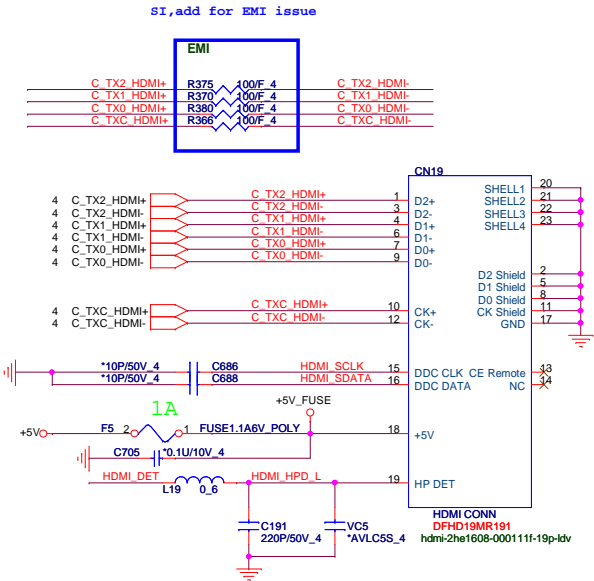 SI,add for EMI issue
EMI
C_TX2_HDMI+ R375 100/F_4 C_TX2_HDMI-
C_TX1_HDMI+ R370 100/F_4 C_TX1_HDMI-
C_TX0_HDMI+ R380 100/F_4 C_TX0_HDMI-
C_TXC_HDMI+ R366 100/F_4 C_TXC_HDMI-
CN19
4 C_TX2_HDMI+ C_TX2_HDMI+ 1 D2+ SHELL1 20
4 C_TX2_HDMI- C_TX2_HDMI- 3 D2- SHELL2 21
4 C_TX1_HDMI+ C_TX1_HDMI+ 4 D1+ SHELL3 22
4 C_TX1_HDMI- C_TX1_HDMI- 6 D1- SHELL4 23
4 C_TX0_HDMI+ C_TX0_HDMI+ 7 D0+
4 C_TX0_HDMI- C_TX0_HDMI- 9 D0-
D2 Shield 2
D1 Shield 5
D0 Shield 8
4 C_TXC_HDMI+ C_TXC_HDMI+ 10 CK+ CK Shield 11
4 C_TXC_HDMI- C_TXC_HDMI- 12 CK- GND 17
*10P/50V_4 C686 HDMI_SCLK 15 DDC CLK CE Remote 13
*10P/50V_4 C688 HDMI_SDATA 16 DDC DATA NC 14
1A
+5V_FUSE
+5V F5 2 1 FUSE1.1A6V_POLY 18 +5V
C705 *0.1U/10V_4
HDMI_DET L19 0_6 HDMI_HPD_L 19 HP DET
HDMI CONN
DFHD19MR191
hdmi-2he1608-000111f-19p-ldv
C191
220P/50V_4
VC5
*AVLC5S_4